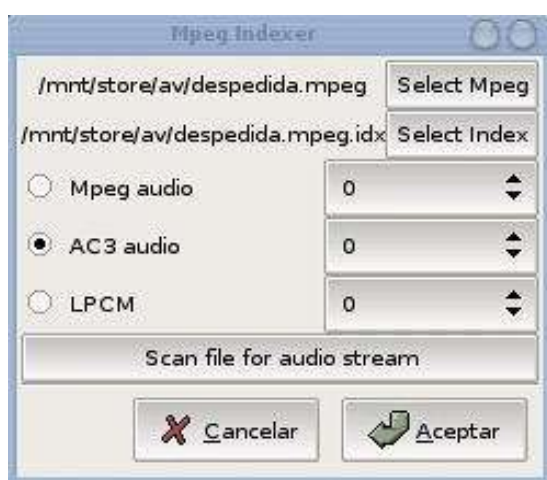 Mpeg Indexer
/mnt/store/av/despedida.mpeg Select Mpeg
/mnt/store/av/despedida.mpeg.idx Select Index
Mpeg audio 0
AC3 audio 0
LPCM 0
Scan file for audio stream
Cancelar Aceptar